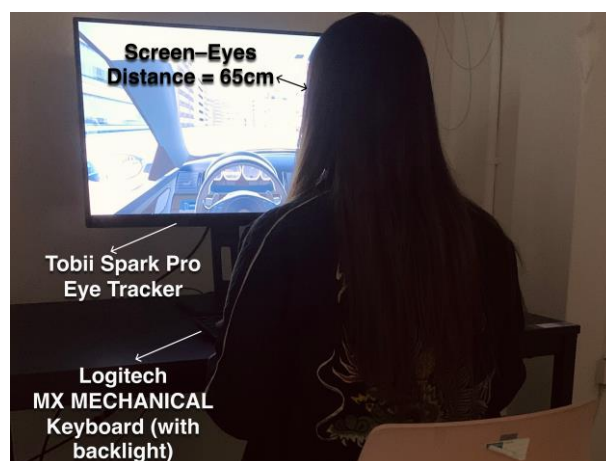 Screen–Eyes
Distance = 65cm
Tobii Spark Pro
Eye Tracker
Logitech
MX MECHANICAL
Keyboard (with
backlight)